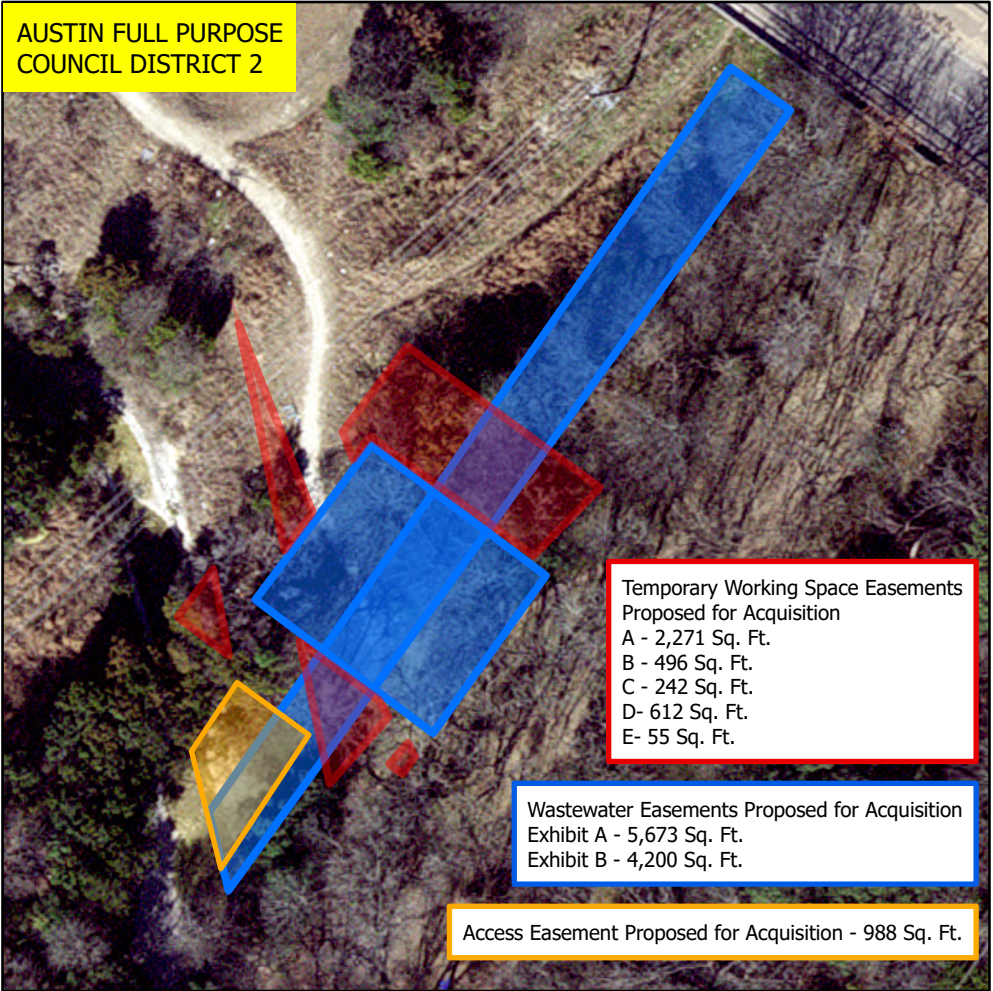 AUSTIN FULL PURPOSE
COUNCIL DISTRICT 2
Temporary Working Space Easements
Proposed for Acquisition
A - 2,271 Sq. Ft.
B - 496 Sq. Ft.
C - 242 Sq. Ft.
D- 612 Sq. Ft.
E- 55 Sq. Ft.
Wastewater Easements Proposed for Acquisition
Exhibit A - 5,673 Sq. Ft.
Exhibit B - 4,200 Sq. Ft.
Access Easement Proposed for Acquisition - 988 Sq. Ft.